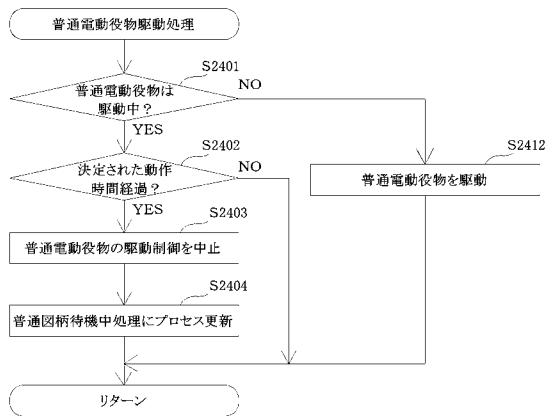 普通電動役物駆動処理
S2401
普通電動役物は
駆動中？
NO
YES
S2402
決定された動作
時間経過？
NO
YES
S2412
普通電動役物を駆動
S2403
普通電動役物の駆動制御を中止
S2404
普通図柄待機中処理にプロセス更新
リターン